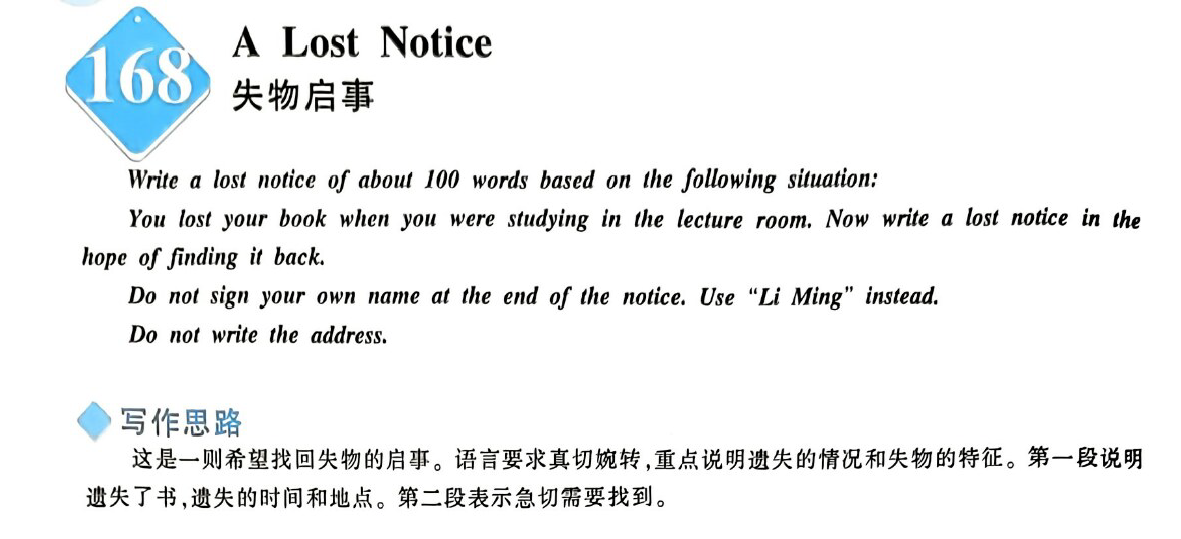 168
A Lost Notice
失物启事
Write a lost notice of about 100 words based on the following situation:
You lost your book when you were studying in the lecture room. Now write a lost notice in the
hope of finding it back.
Do not sign your own name at the end of the notice. Use “Li Ming” instead.
Do not write the address.
写作思路
这是一则希望找回失物的启事。语言要求真切婉转,重点说明遗失的情况和失物的特征。第一段说明
遗失了书,遗失的时间和地点。第二段表示急切需要找到。